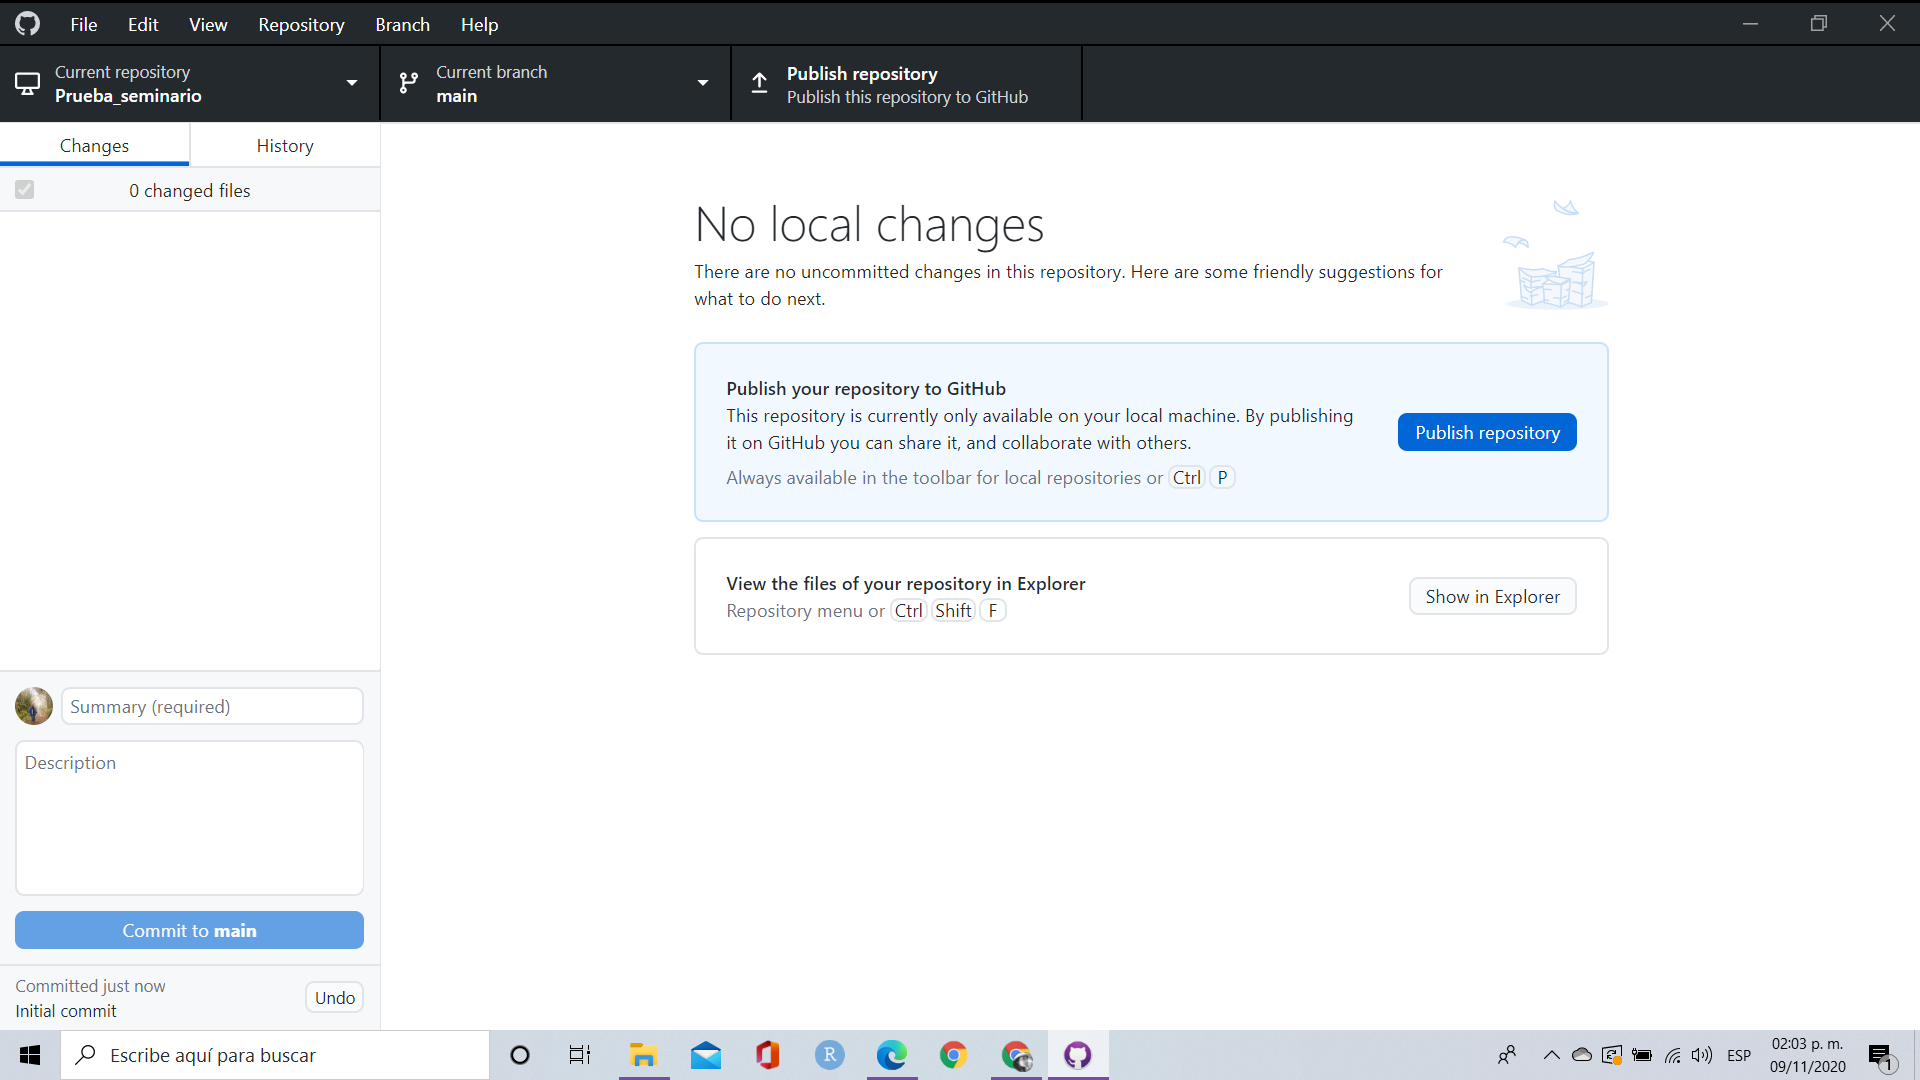 File Edit View Repository Branch Help
Current repository
Prueba_seminario
Current branch
main
Publish repository
Publish this repository to GitHub
Changes
History
0 changed files
No local changes
There are no uncommitted changes in this repository. Here are some friendly suggestions for
what to do next.
Publish your repository to GitHub
This repository is currently only available on your local machine. By publishing
it on GitHub you can share it, and collaborate with others.
Always available in the toolbar for local repositories or Ctrl P
Publish repository
View the files of your repository in Explorer
Repository menu or Ctrl Shift F
Show in Explorer
Summary (required)
Description
Commit to main
Committed just now
Initial commit
Undo
Escribe aquí para buscar
R
ESP
02:03 p. m.
09/11/2020
1